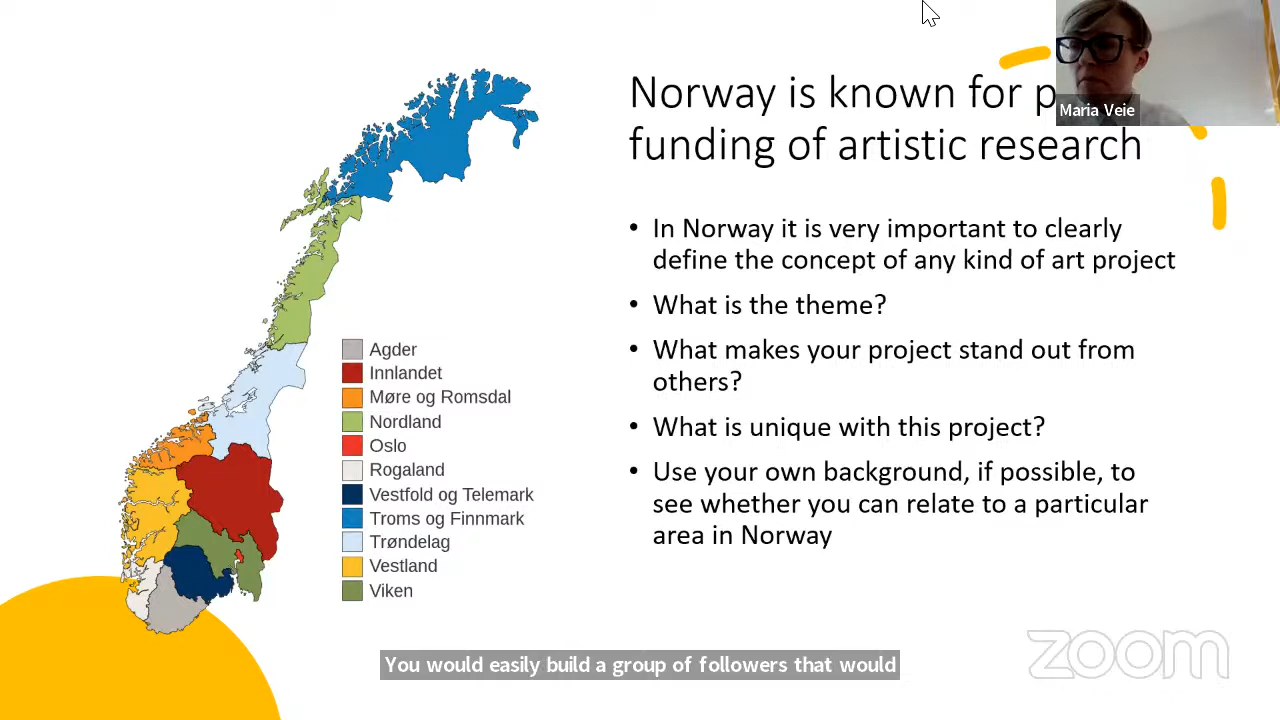 Norway is known for
funding of artistic research
Maria Veie
• In Norway it is very important to clearly
define the concept of any kind of art project
• What is the theme?
• What makes your project stand out from
others?
• What is unique with this project?
• Use your own background, if possible, to
see whether you can relate to a particular
area in Norway
Agder
Innlandet
Møre og Romsdal
Nordland
Oslo
Rogaland
Vestfold og Telemark
Troms og Finnmark
Trøndelag
Vestland
Viken
You would easily build a group of followers that would
zoom